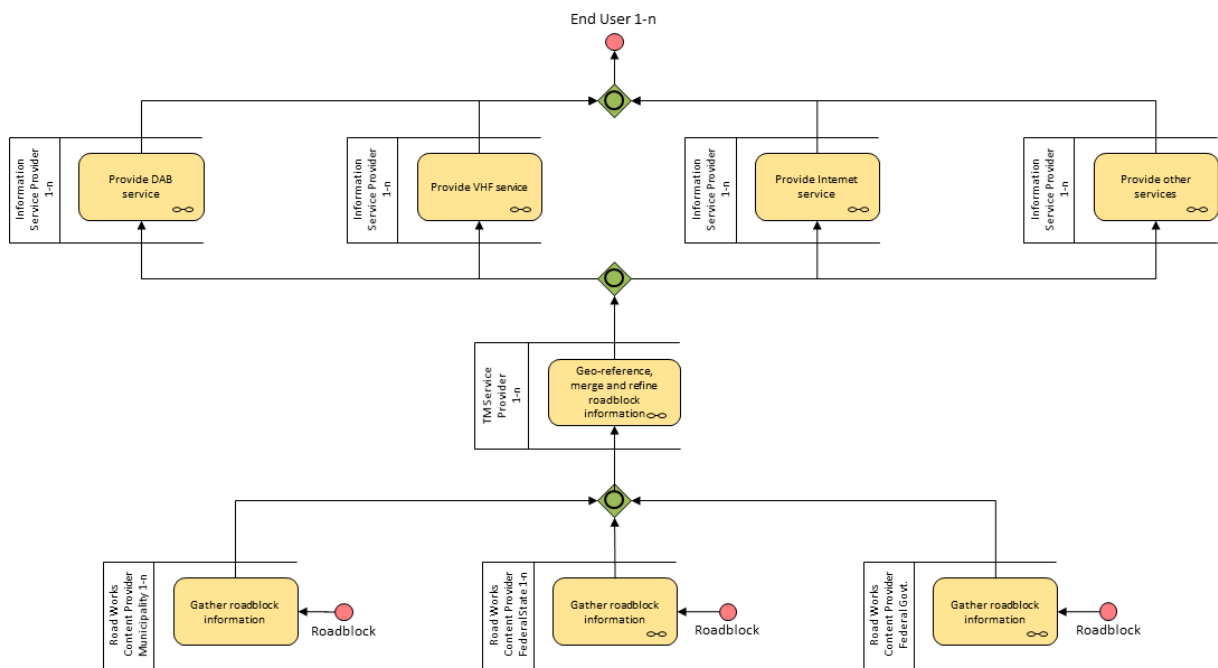 End User 1-n
Information
Service Provider
1-n
Provide DAB
service
Information
Service Provider
1-n
Provide VHF service
Information
Service Provider
1-n
Provide Internet
service
Information
Service Provider
1-n
Provide other
services
TM Service
Provider
1-n
Geo-reference,
merge and refine
roadblock
information
Road Works
Content Provider
Municipality 1-n
Gather roadblock
information
Roadblock
Road Works
Content Provider
Federal State 1-n
Gather roadblock
information
Roadblock
Road Works
Content Provider
Federal Govt.
Gather roadblock
information
Roadblock